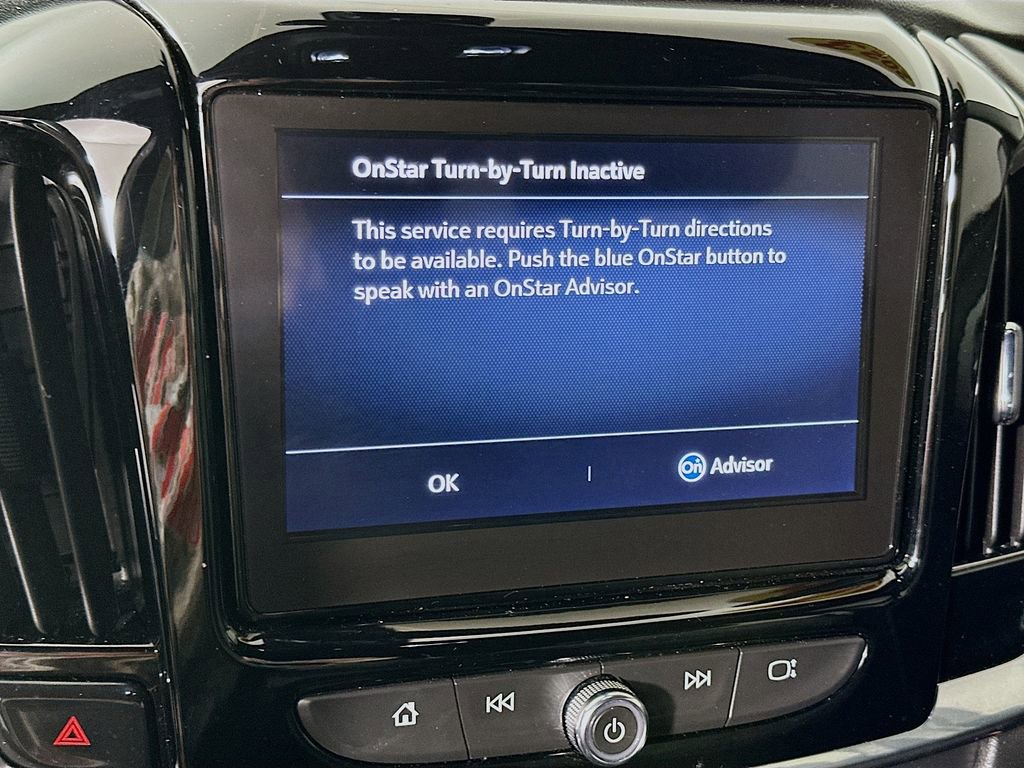 OnStar Turn-by-Turn Inactive
This service requires Turn-by-Turn directions
to be available. Push the blue OnStar button to
speak with an OnStar Advisor.
OK | On Advisor